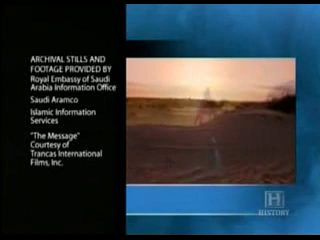 ARCHIVAL STILLS AND
FOOTAGE PROVIDED BY
Royal Embassy of Saudi
Arabia Information Office
Saudi Aramco
Islamic Information
Services
"The Message"
Courtesy of
Trancas International
Films, Inc.
H
HISTORY